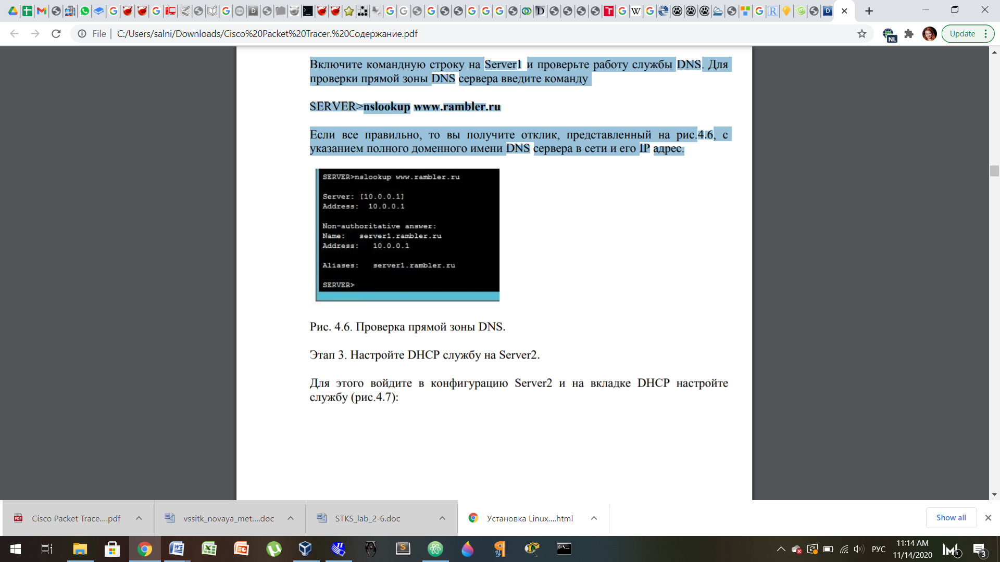 File
C:/Users/salni/Downloads/Cisco%20Packet%20Tracer.%20Содержание.pdf
NL
Update
Включите командную строку на Server1 и проверьте работу службы DNS. Для
проверки прямой зоны DNS сервера введите команду
SERVER>nslookup www.rambler.ru
Если все правильно, то вы получите отклик, представленный на рис.4.6, с
указанием полного доменного имени DNS сервера в сети и его IP адрес.
SERVER>nslookup www.rambler.ru
Server: [10.0.0.1]
Address:  10.0.0.1
Non-authoritative answer:
Name:   server1.rambler.ru
Address:   10.0.0.1
Aliases:   server1.rambler.ru
SERVER>
Рис. 4.6. Проверка прямой зоны DNS.
Этап 3. Настройте DHCP службу на Server2.
Для этого войдите в конфигурацию Server2 и на вкладке DHCP настройте
службу (рис.4.7):
Cisco Packet Trace....pdf
vssitk_novaya_met....doc
STKS_lab_2-6.doc
Установка Linux....html
Show all
РУС
11:14 AM
11/14/2020
3